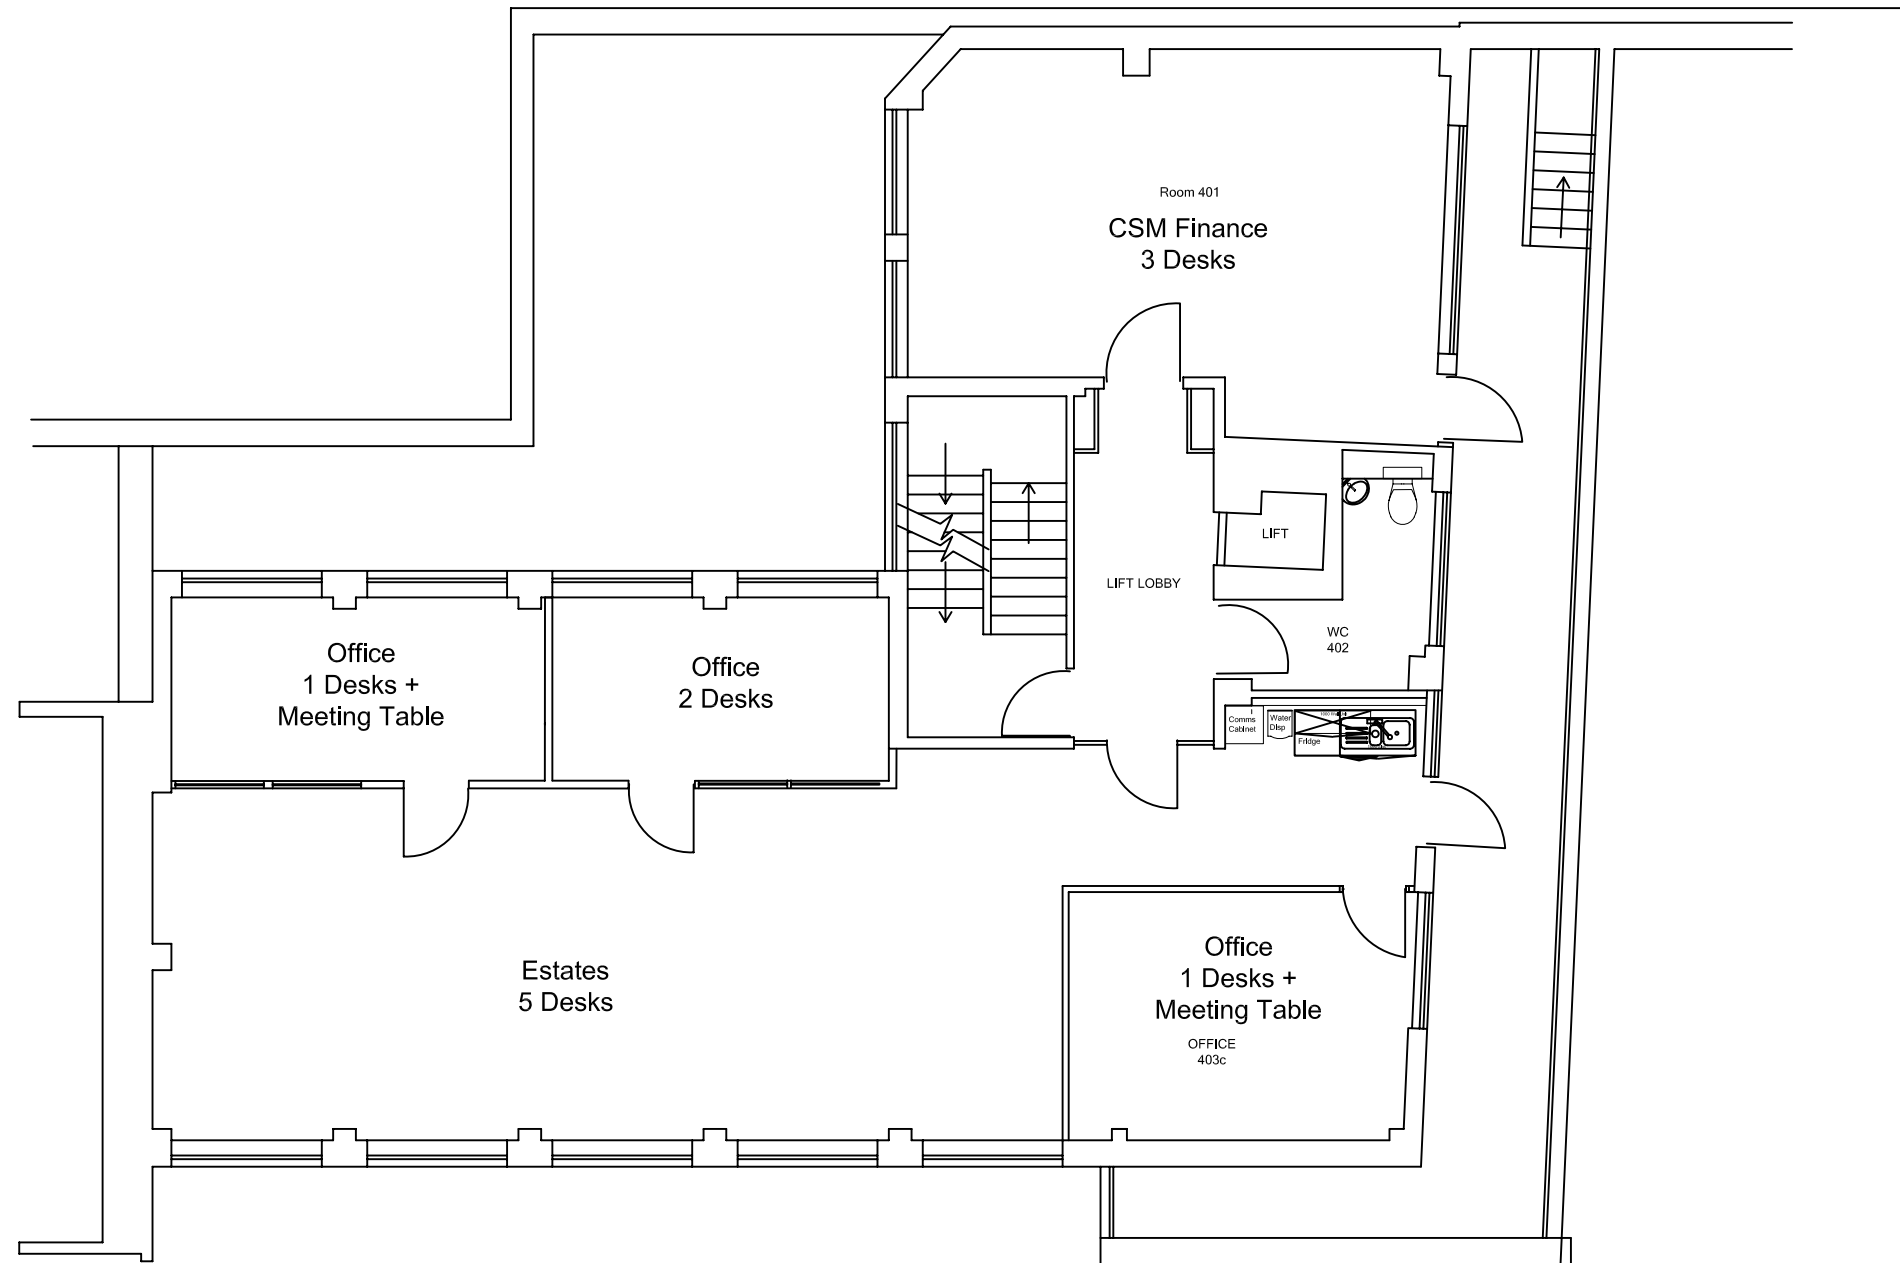 Room 401
CSM Finance
3 Desks
LIFT
LIFT LOBBY
WC
402
Office
1 Desks +
Meeting Table
Office
2 Desks
Comms
Cabinet
Water
Disp
Fridge
Estates
5 Desks
Office
1 Desks +
Meeting Table
OFFICE
403c